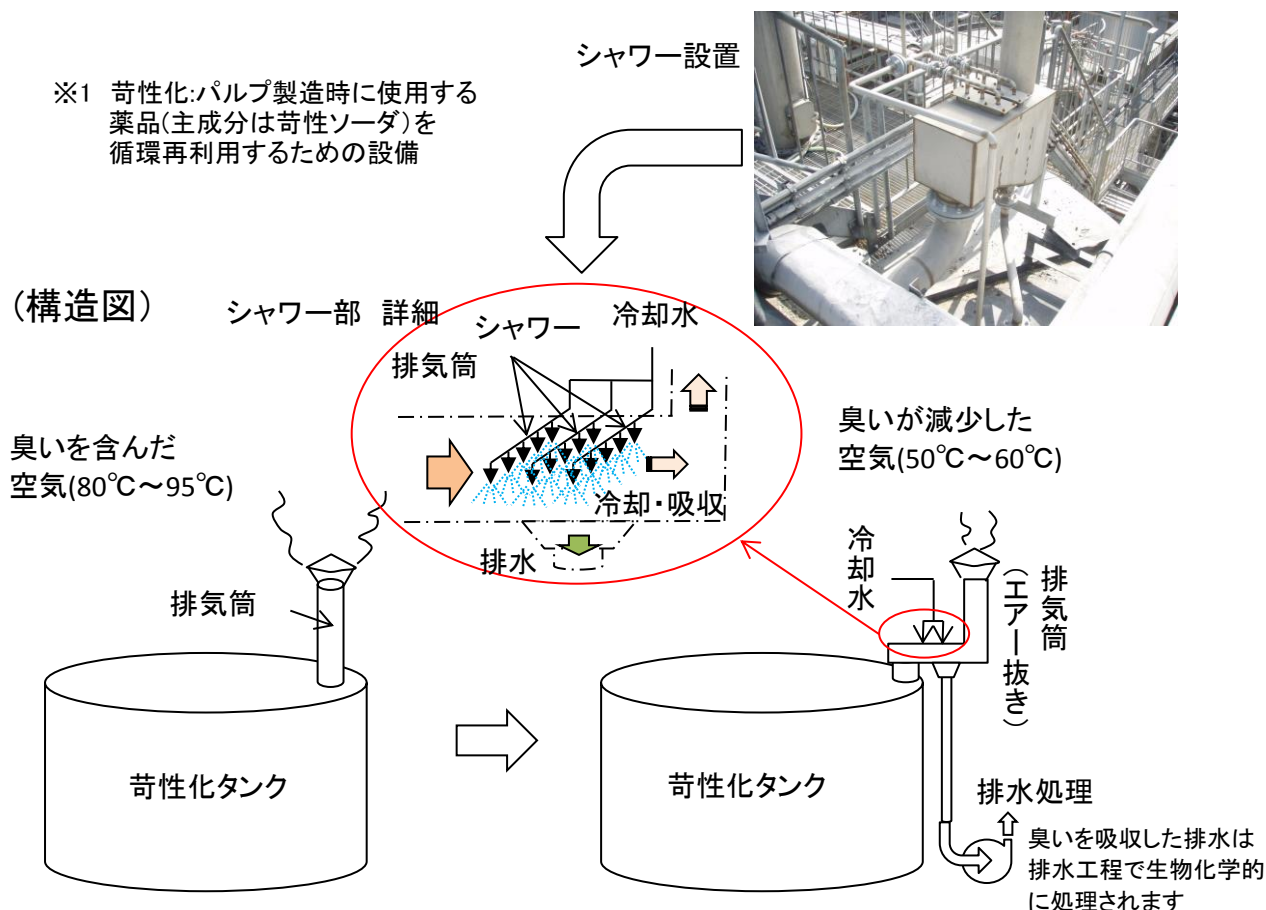 シャワー設置
※1 苛性化:パルプ製造時に使用する
薬品(主成分は苛性ソーダ)を
循環再利用するための設備
(構造図)
シャワー部 詳細
シャワー
冷却水
排気筒
臭いを含んだ
空気(80℃～95℃)
臭いが減少した
空気(50℃～60℃)
冷却・吸収
排水
排気筒
冷却水
排気筒
(エアー抜き)
苛性化タンク
苛性化タンク
排水処理
臭いを吸収した排水は
排水工程で生物化学的
に処理されます